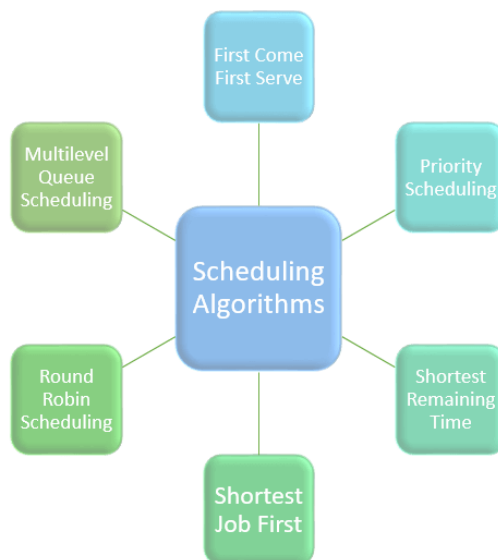 First Come
First Serve
Multilevel
Queue
Scheduling
Priority
Scheduling
Scheduling
Algorithms
Round
Robin
Scheduling
Shortest
Remaining
Time
Shortest
Job First